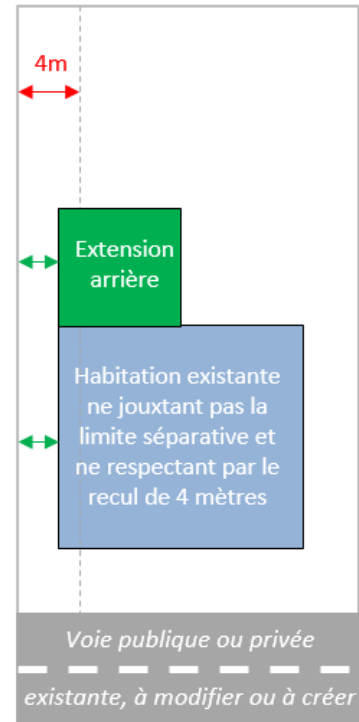 4m
Extension
arrière
Habitation existante
ne jouxtant pas la
limite séparative et
ne respectant par le
recul de 4 mètres
Voie publique ou privée
existante, à modifier ou à créer